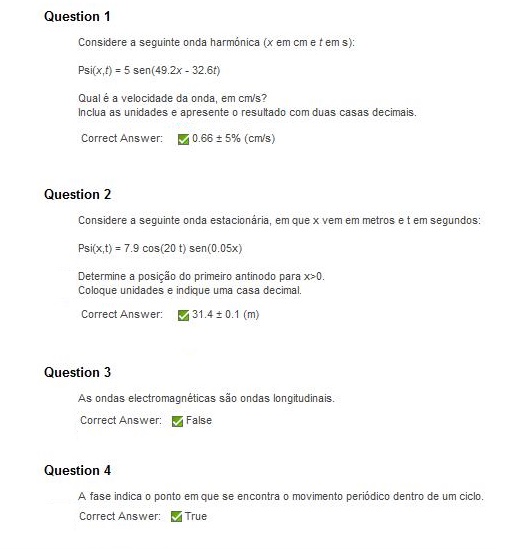 Question 1
Considere a seguinte onda harmónica (x em cm e t em s):
Psi(x,t) = 5 sen(49.2x - 32.6t)
Qual é a velocidade da onda, em cm/s?
Inclua as unidades e apresente o resultado com duas casas decimais.
Correct Answer: 0.66 ± 5% (cm/s)
Question 2
Considere a seguinte onda estacionária, em que x vem em metros e t em segundos:
Psi(x,t) = 7.9 cos(20 t) sen(0.05x)
Determine a posição do primeiro antinodo para x>0.
Coloque unidades e indique uma casa decimal.
Correct Answer: 31.4 ± 0.1 (m)
Question 3
As ondas electromagnéticas são ondas longitudinais.
Correct Answer: False
Question 4
A fase indica o ponto em que se encontra o movimento periódico dentro de um ciclo.
Correct Answer: True